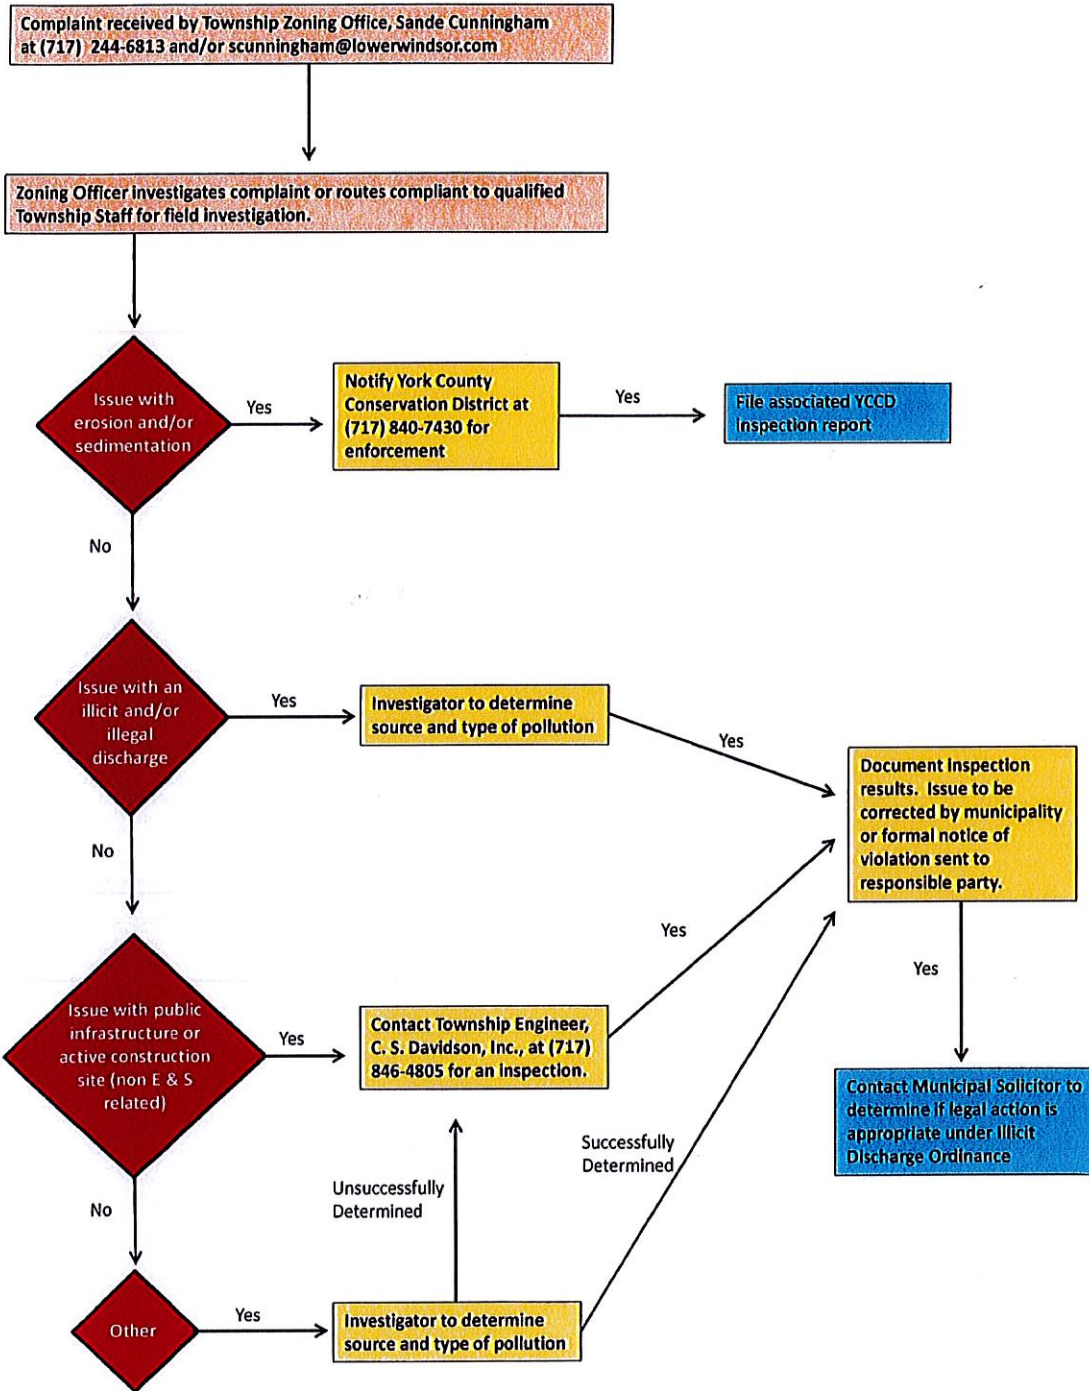 Complaint received by Township Zoning Office, Sande Cunningham
at (717) 244-6813 and/or scunningham@lowerwindsor.com
Zoning Officer investigates complaint or routes compliant to qualified
Township Staff for field investigation.
Issue with
erosion and/or
sedimentation
Yes
Notify York County
Conservation District at
(717) 840-7430 for
enforcement
Yes
File associated YCCD
inspection report
No
Issue with an
illicit and/or
illegal
discharge
Yes
Investigator to determine
source and type of pollution
Yes
Document inspection
results. Issue to be
corrected by municipality
or formal notice of
violation sent to
responsible party.
No
Issue with public
infrastructure or
active construction
site (non E & S
related)
Yes
Contact Township Engineer,
C. S. Davidson, Inc., at (717)
846-4805 for an inspection.
Yes
Yes
Contact Municipal Solicitor to
determine if legal action is
appropriate under Illicit
Discharge Ordinance
No
Unsuccessfully
Determined
Successfully
Determined
Other
Yes
Investigator to determine
source and type of pollution